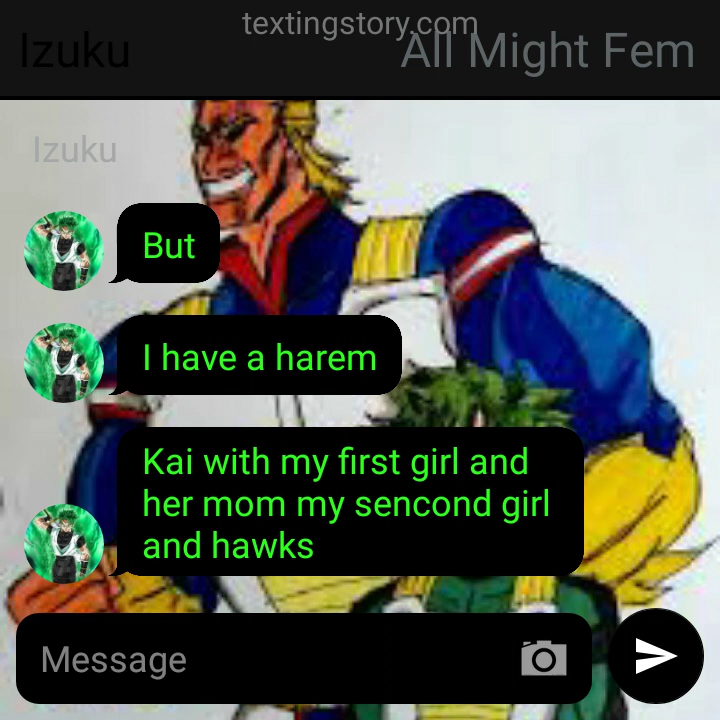 textingstory.com
Izuku
All Might Fem
Izuku
But
I have a harem
Kai with my first girl and
her mom my sencond girl
and hawks
Message